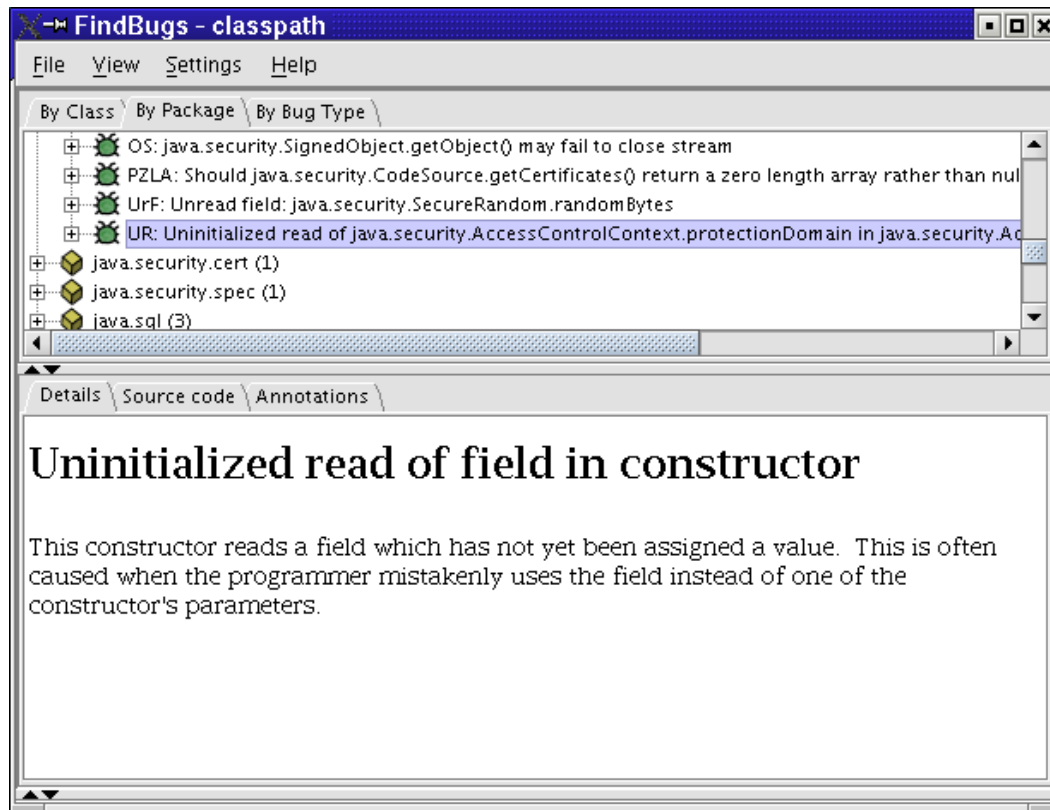 FindBugs - classpath
File View Settings Help
By Class By Package By Bug Type
OS: java.security.SignedObject.getObject() may fail to close stream
PZLA: Should java.security.CodeSource.getCertificates() return a zero length array rather than nul
UrF: Unread field: java.security.SecureRandom.randomBytes
UR: Uninitialized read of java.security.AccessControlContext.protectionDomain in java.security.Ac
java.security.cert (1)
java.security.spec (1)
java.sql (3)
Details Source code Annotations
Uninitialized read of field in constructor
This constructor reads a field which has not yet been assigned a value. This is often
caused when the programmer mistakenly uses the field instead of one of the
constructor's parameters.